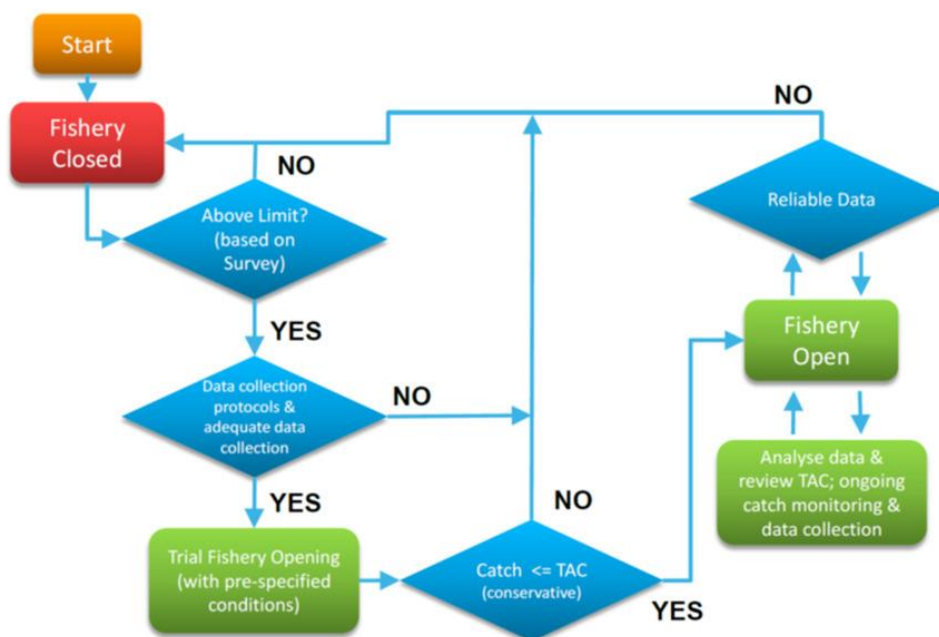 Start
NO
Fishery
Closed
NO
Reliable Data
Above Limit?
(based on
Survey)
YES
Fishery
Open
Data collection
protocols &
adequate data
collection
NO
Analyse data &
review TAC; ongoing
catch monitoring &
data collection
YES
NO
Trial Fishery Opening
(with pre-specified
conditions)
Catch <= TAC
(conservative)
YES